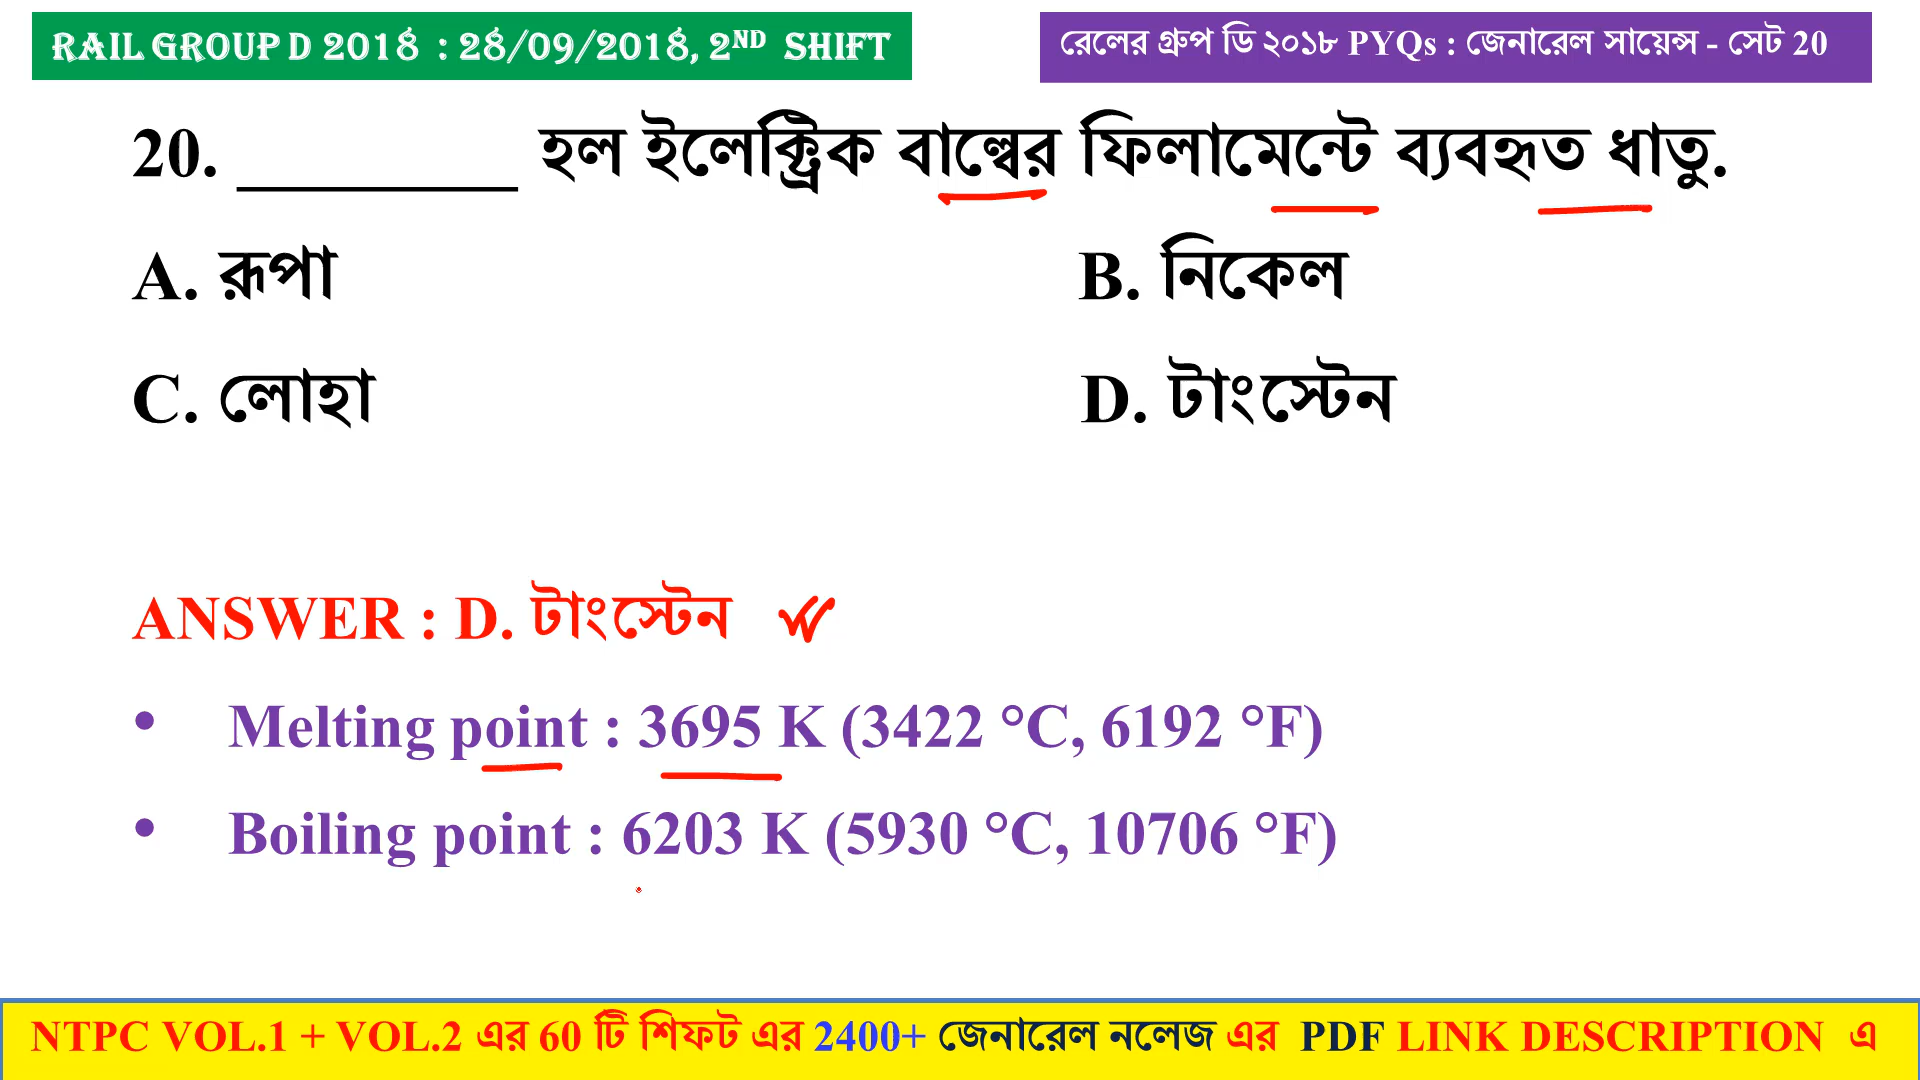 RAIL GROUP D 2018 : 28/09/2018, 2ND SHIFT
রেলের গ্রুপ ডি ২০১৮ PYQs : জেনারেল সায়েন্স - সেট 20
20. ________ হল ইলেক্ট্রিক বাল্বের ফিলামেন্টে ব্যবহৃত ধাতু.
A. রূপা
B. নিকেল
C. লোহা
D. টাংস্টেন
ANSWER : D. টাংস্টেন
• Melting point : 3695 K (3422 °C, 6192 °F)
• Boiling point : 6203 K (5930 °C, 10706 °F)
NTPC VOL.1 + VOL.2 এর 60 টি শিফট এর 2400+ জেনারেল নলেজ এর PDF LINK DESCRIPTION এ